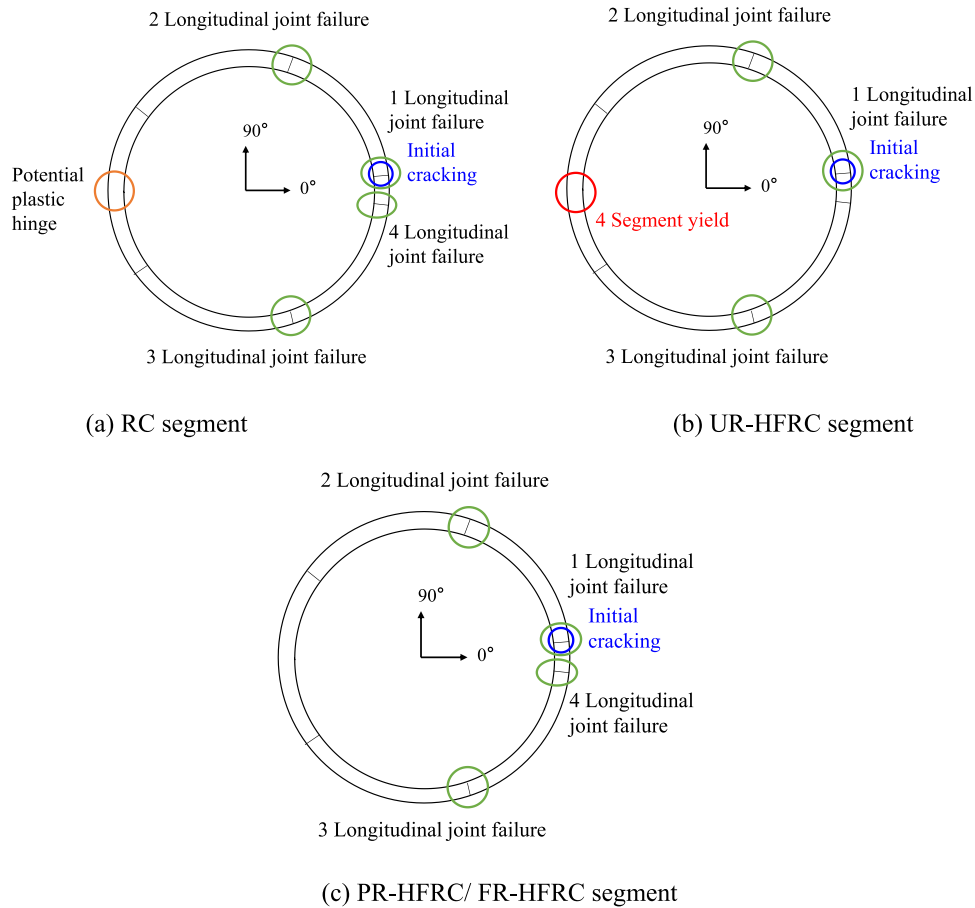 2 Longitudinal joint failure
1 Longitudinal
joint failure
Initial
cracking
90°
0°
Potential
plastic
hinge
4 Longitudinal
joint failure
3 Longitudinal joint failure
(a) RC segment
2 Longitudinal joint failure
1 Longitudinal
joint failure
Initial
cracking
90°
0°
4 Segment yield
3 Longitudinal joint failure
(b) UR-HFRC segment
2 Longitudinal joint failure
1 Longitudinal
joint failure
Initial
cracking
90°
0°
4 Longitudinal
joint failure
3 Longitudinal joint failure
(c) PR-HFRC/ FR-HFRC segment